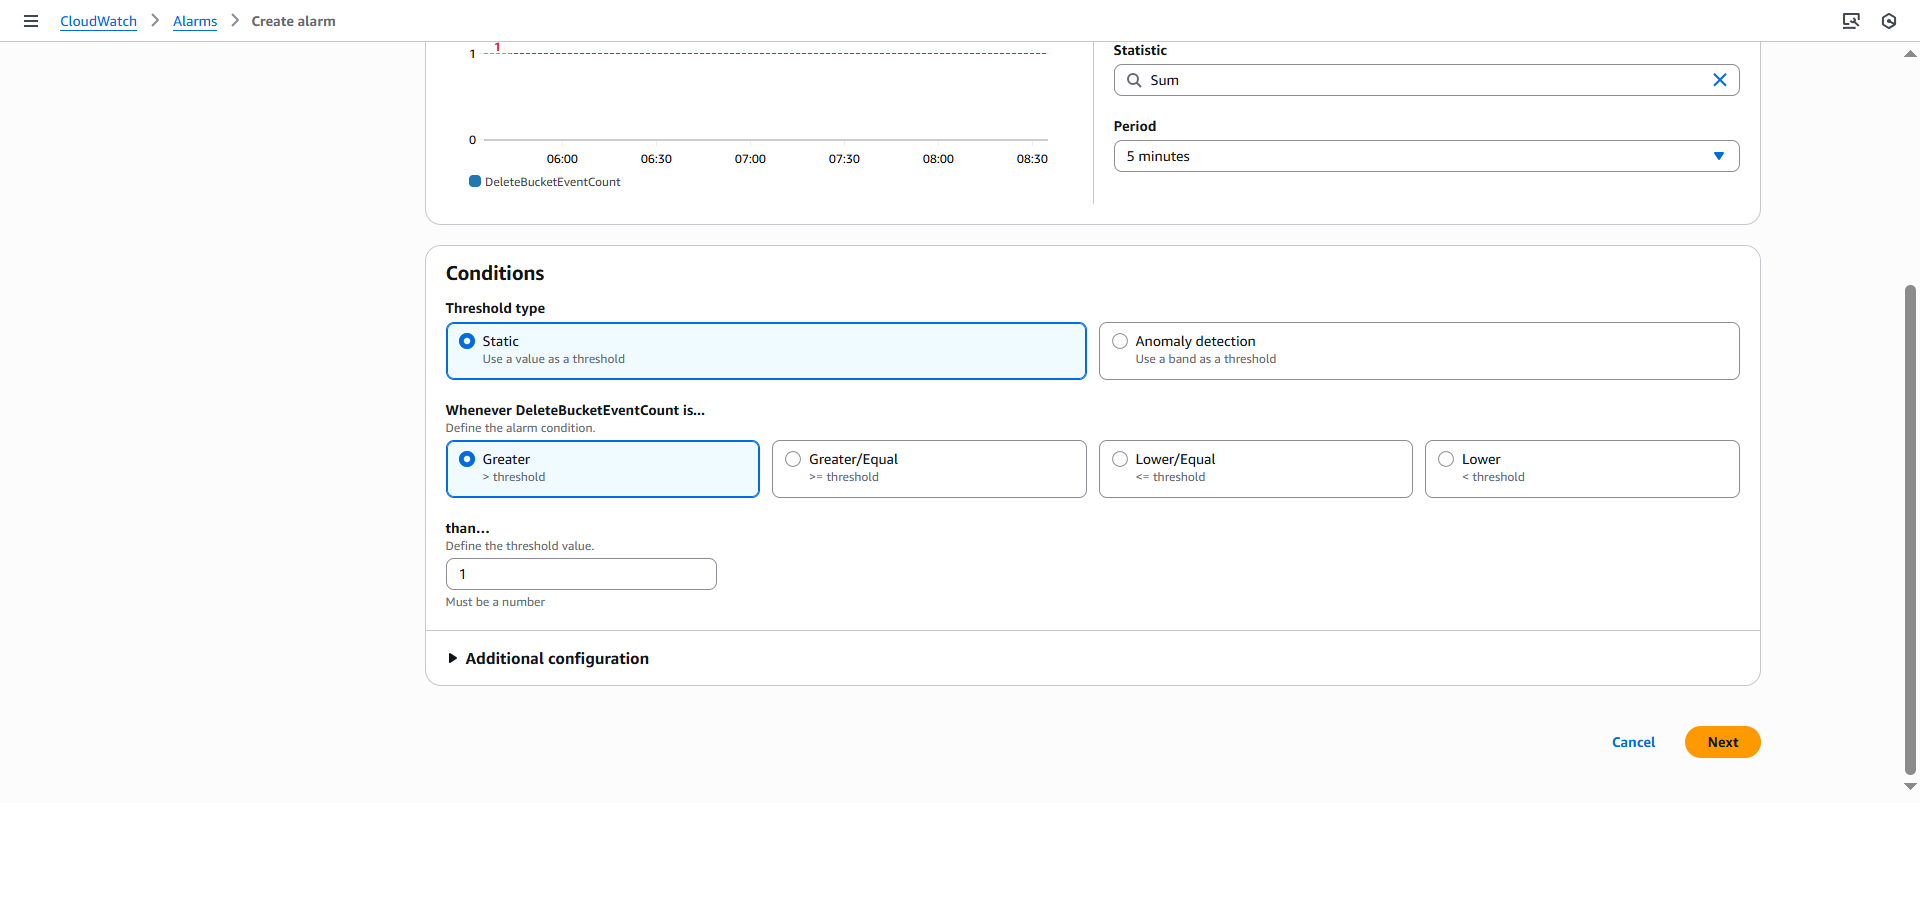 CloudWatch > Alarms > Create alarm
1
1
0
06:00 06:30 07:00 07:30 08:00 08:30
DeleteBucketEventCount
Statistic
Sum
Period
5 minutes
Conditions
Threshold type
Static
Use a value as a threshold
Anomaly detection
Use a band as a threshold
Whenever DeleteBucketEventCount is...
Define the alarm condition.
Greater
> threshold
Greater/Equal
>= threshold
Lower/Equal
<= threshold
Lower
< threshold
than...
Define the threshold value.
1
Must be a number
Additional configuration
Cancel Next